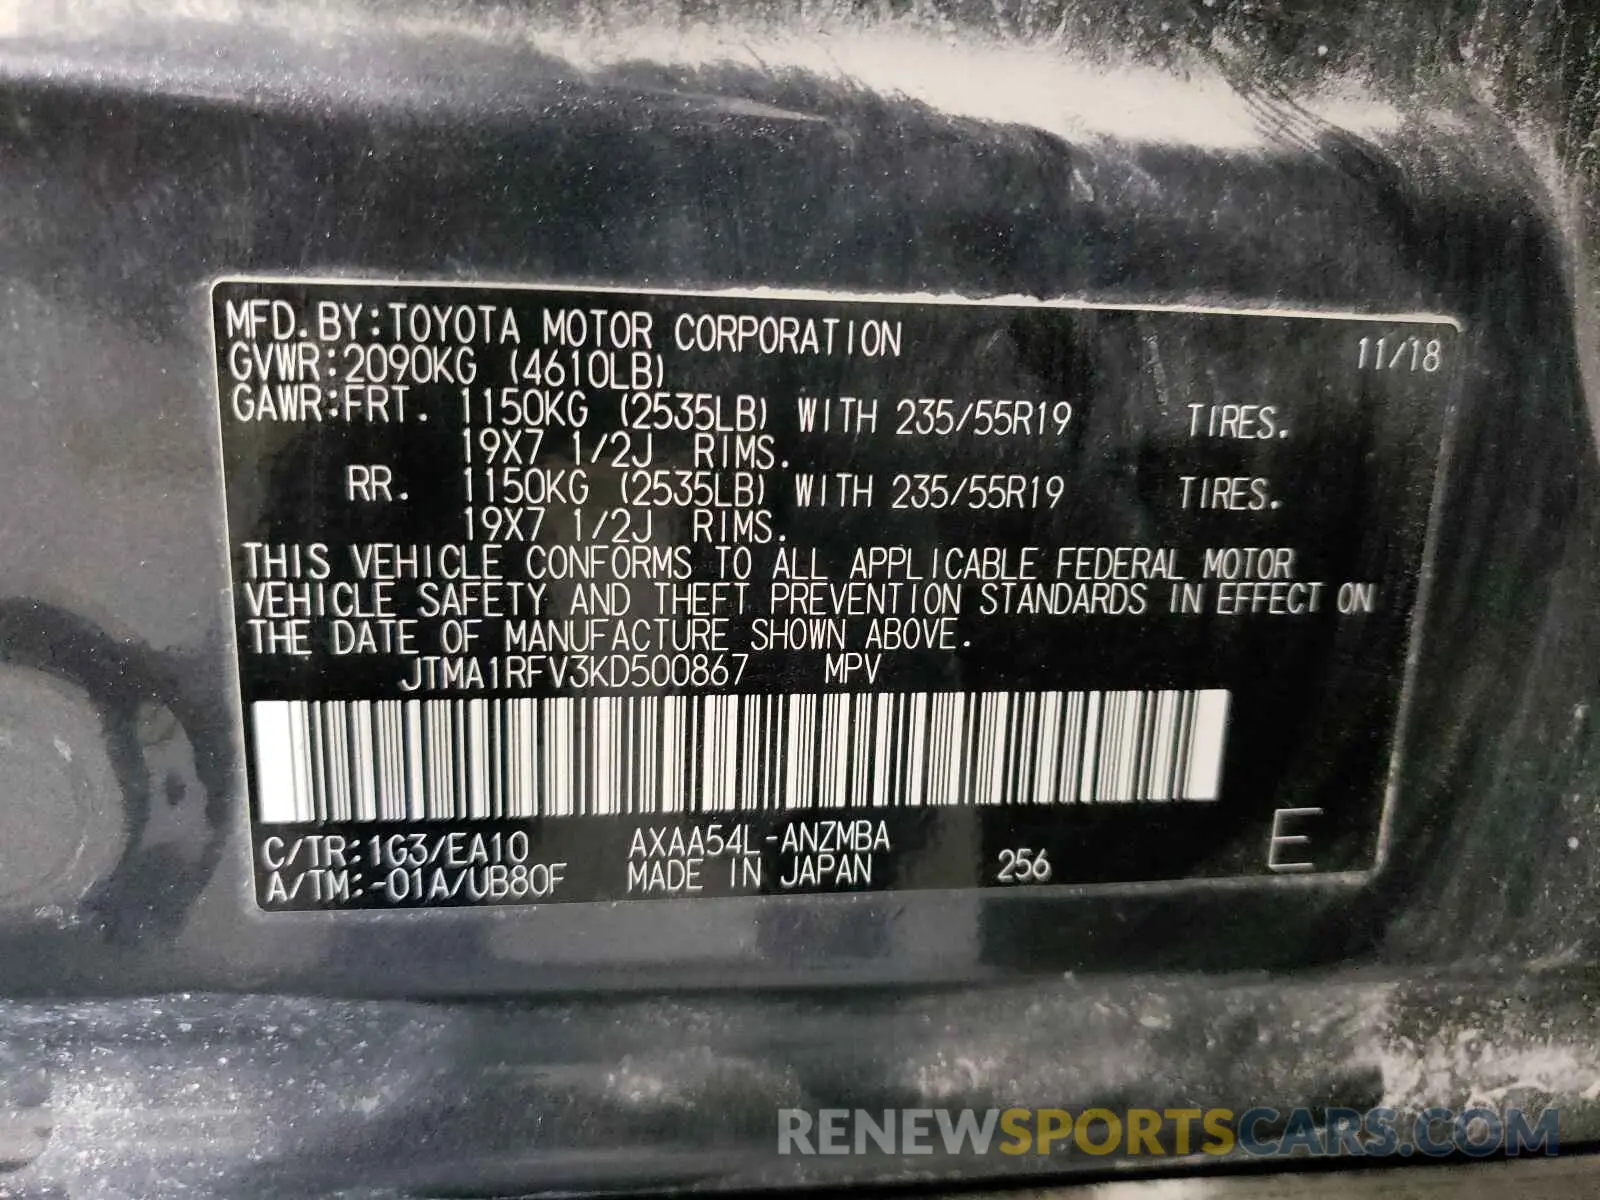 MFD.BY:TOYOTA MOTOR CORPORATION 11/18
GVWR:2090KG (4610LB)
GAWR:FRT. 1150KG (2535LB) WITH 235/55R19 TIRES.
19X7 1/2J RIMS.
RR. 1150KG (2535LB) WITH 235/55R19 TIRES.
19X7 1/2J RIMS.
THIS VEHICLE CONFORMS TO ALL APPLICABLE FEDERAL MOTOR
VEHICLE SAFETY AND THEFT PREVENTION STANDARDS IN EFFECT ON
THE DATE OF MANUFACTURE SHOWN ABOVE.
JTMA1RFV3KD500867 MPV
C/TR:1G3/EA10 AXAA54L-ANZMBA
A/TM:-01A/UB80F MADE IN JAPAN 256 E
RENEWSPORTSCARS.COM